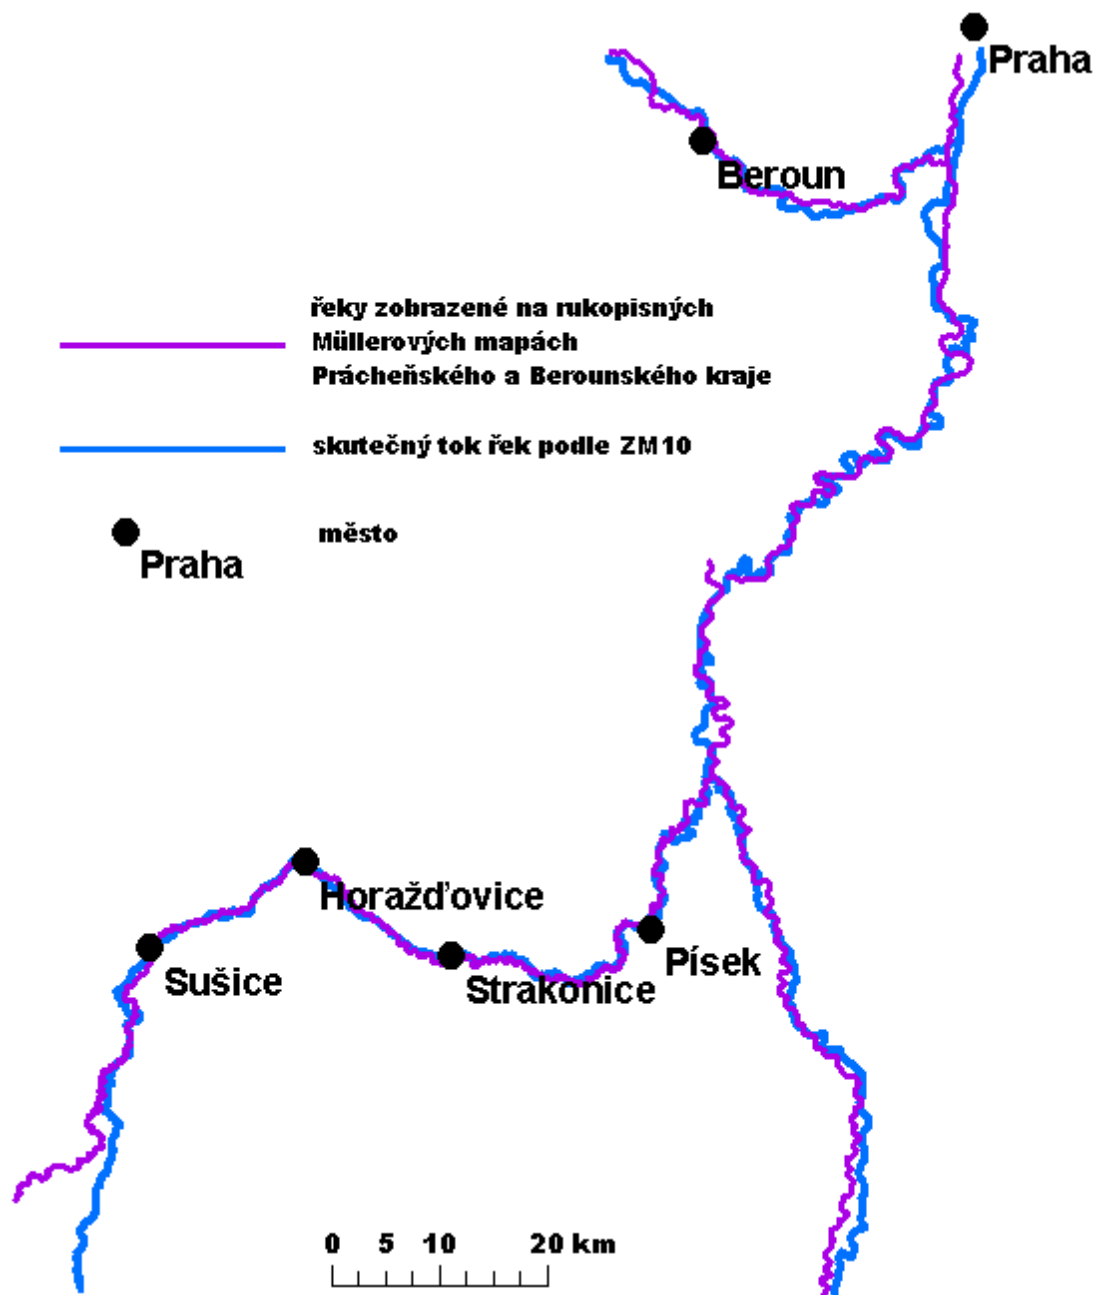 Praha
Beroun
řeky zobrazené na rukopisných
Müllerových mapách
Prácheňského a Berounského kraje
skutečný tok řek podle ZM10
město
Praha
Horažďovice
Písek
Sušice
Strakonice
0 5 10 20 km